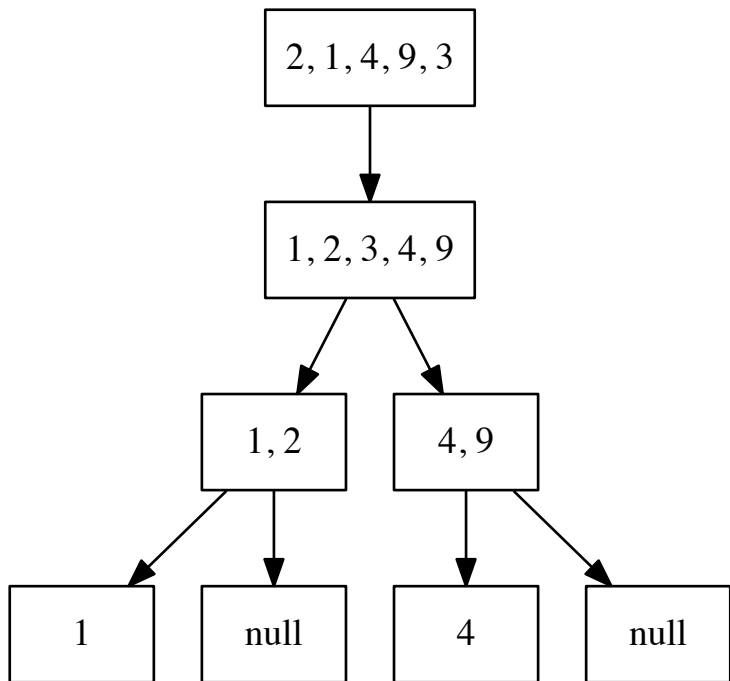 2, 1, 4, 9, 3
1, 2, 3, 4, 9
1, 2
4, 9
1
null
4
null